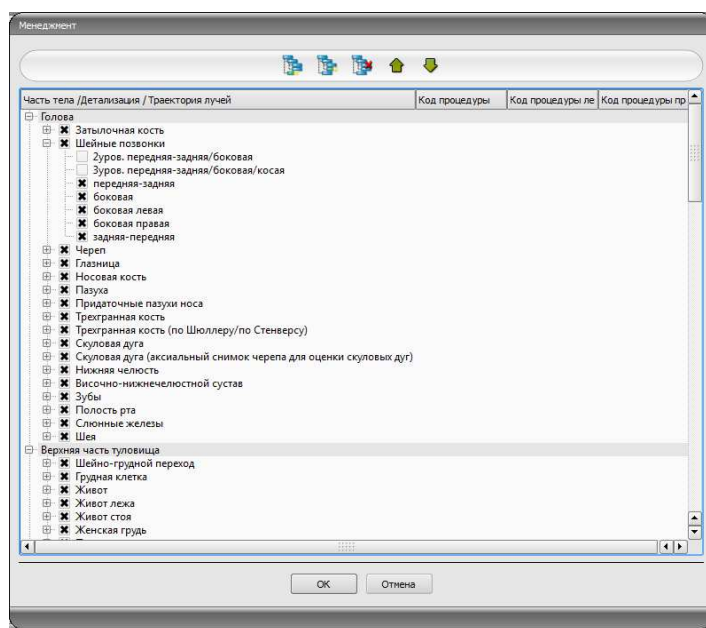 Менеджмент
Часть тела /Детализация / Траектория лучей Код процедуры Код процедуры ле Код процедуры пр
Голова
Затылочная кость
Шейные позвонки
2уров. передняя-задняя/боковая
3уров. передняя-задняя/боковая/косая
передняя-задняя
боковая
боковая левая
боковая правая
задняя-передняя
Череп
Глазница
Носовая кость
Пазуха
Придаточные пазухи носа
Трехгранная кость
Трехгранная кость (по Шюллеру/по Стенверсу)
Скуловая дуга
Скуловая дуга (аксиальный снимок черепа для оценки скуловых дуг)
Нижняя челюсть
Височно-нижнечелюстной сустав
Зубы
Полость рта
Слюнные железы
Шея
Верхняя часть туловища
Шейно-грудной переход
Грудная клетка
Живот
Живот лежа
Живот стоя
Женская грудь
ОК Отмена